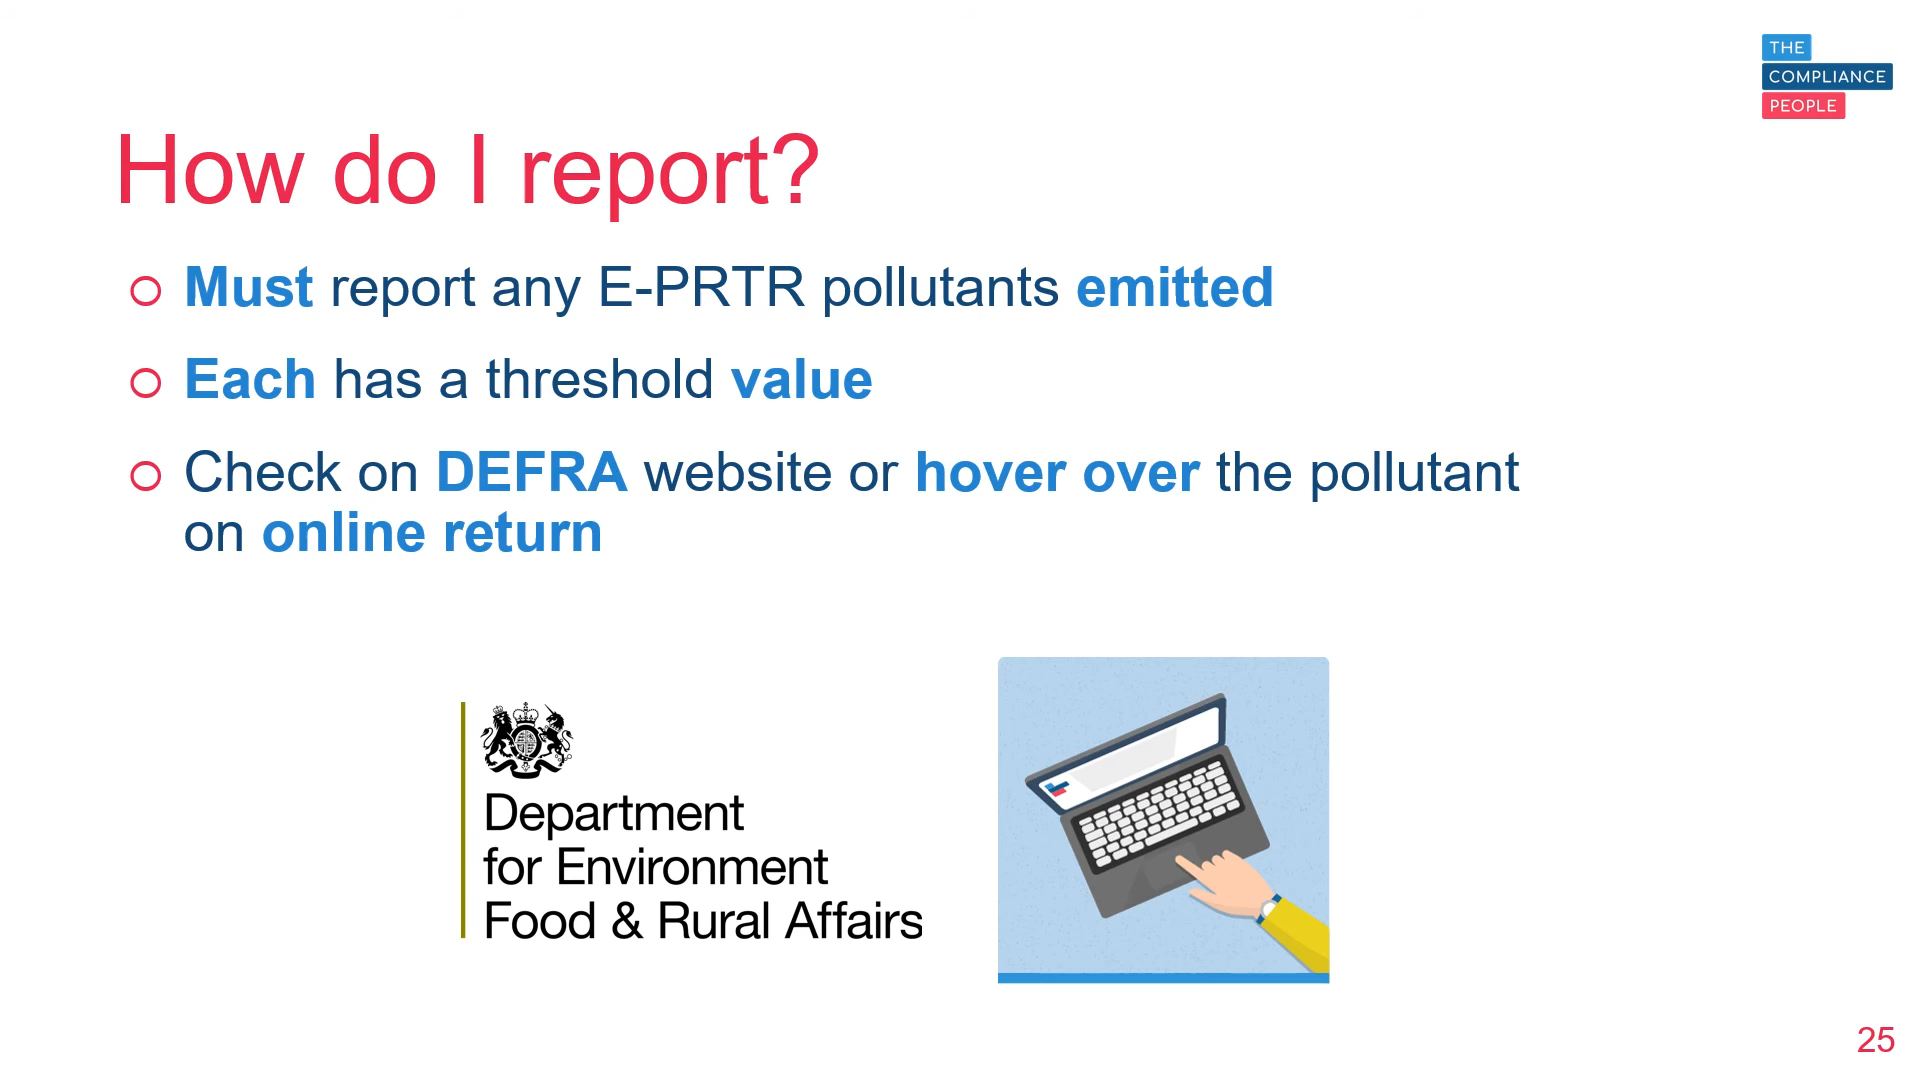 THE
COMPLIANCE
PEOPLE
How do I report?
Must report any E-PRTR pollutants emitted
Each has a threshold value
Check on DEFRA website or hover over the pollutant
on online return
Department
for Environment
Food & Rural Affairs
25